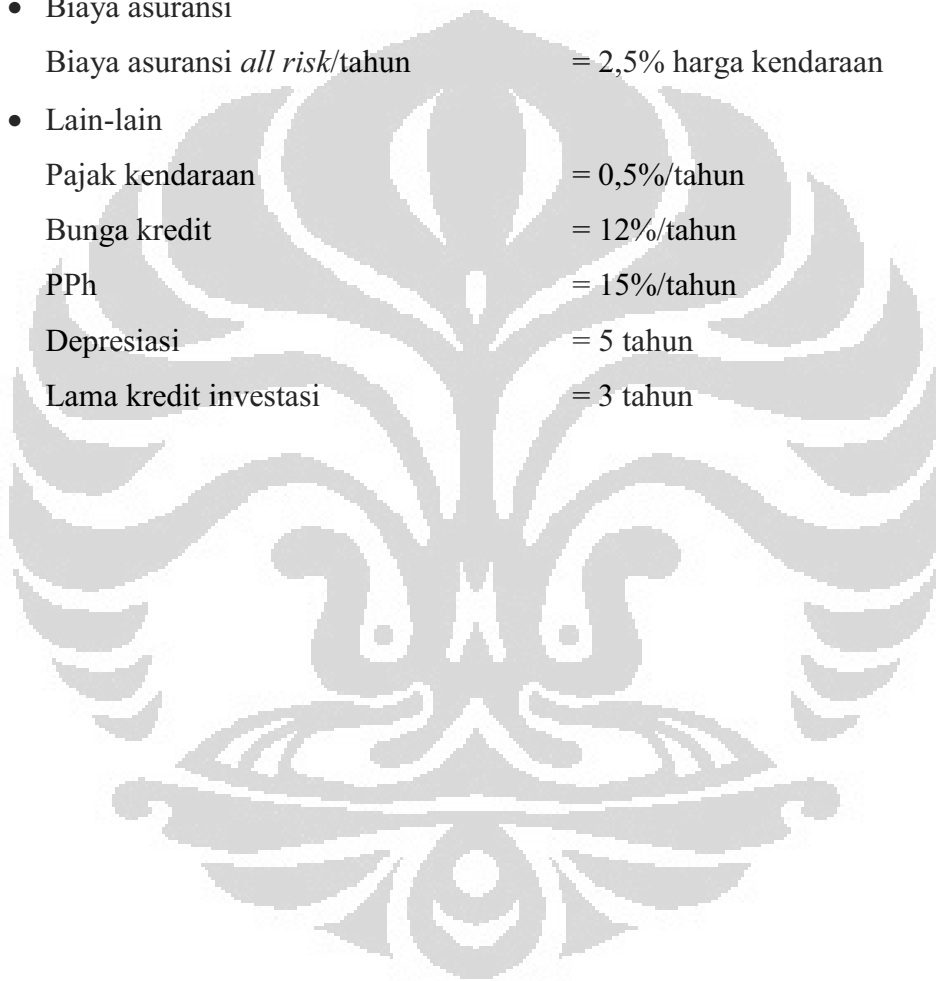 • Biaya asuransi
Biaya asuransi all risk/tahun = 2,5% harga kendaraan
• Lain-lain
Pajak kendaraan = 0,5%/tahun
Bunga kredit = 12%/tahun
PPh = 15%/tahun
Depresiasi = 5 tahun
Lama kredit investasi = 3 tahun